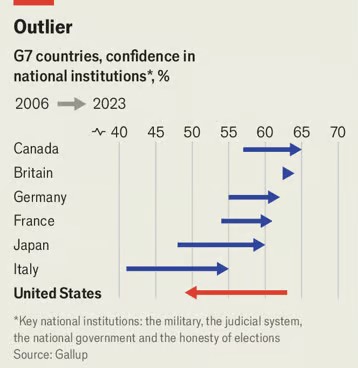 Outlier
G7 countries, confidence in
national institutions*, %
2006 2023
40 45 50 55 60 65 70
Canada
Britain
Germany
France
Japan
Italy
United States
*Key national institutions: the military, the judicial system,
the national government and the honesty of elections
Source: Gallup